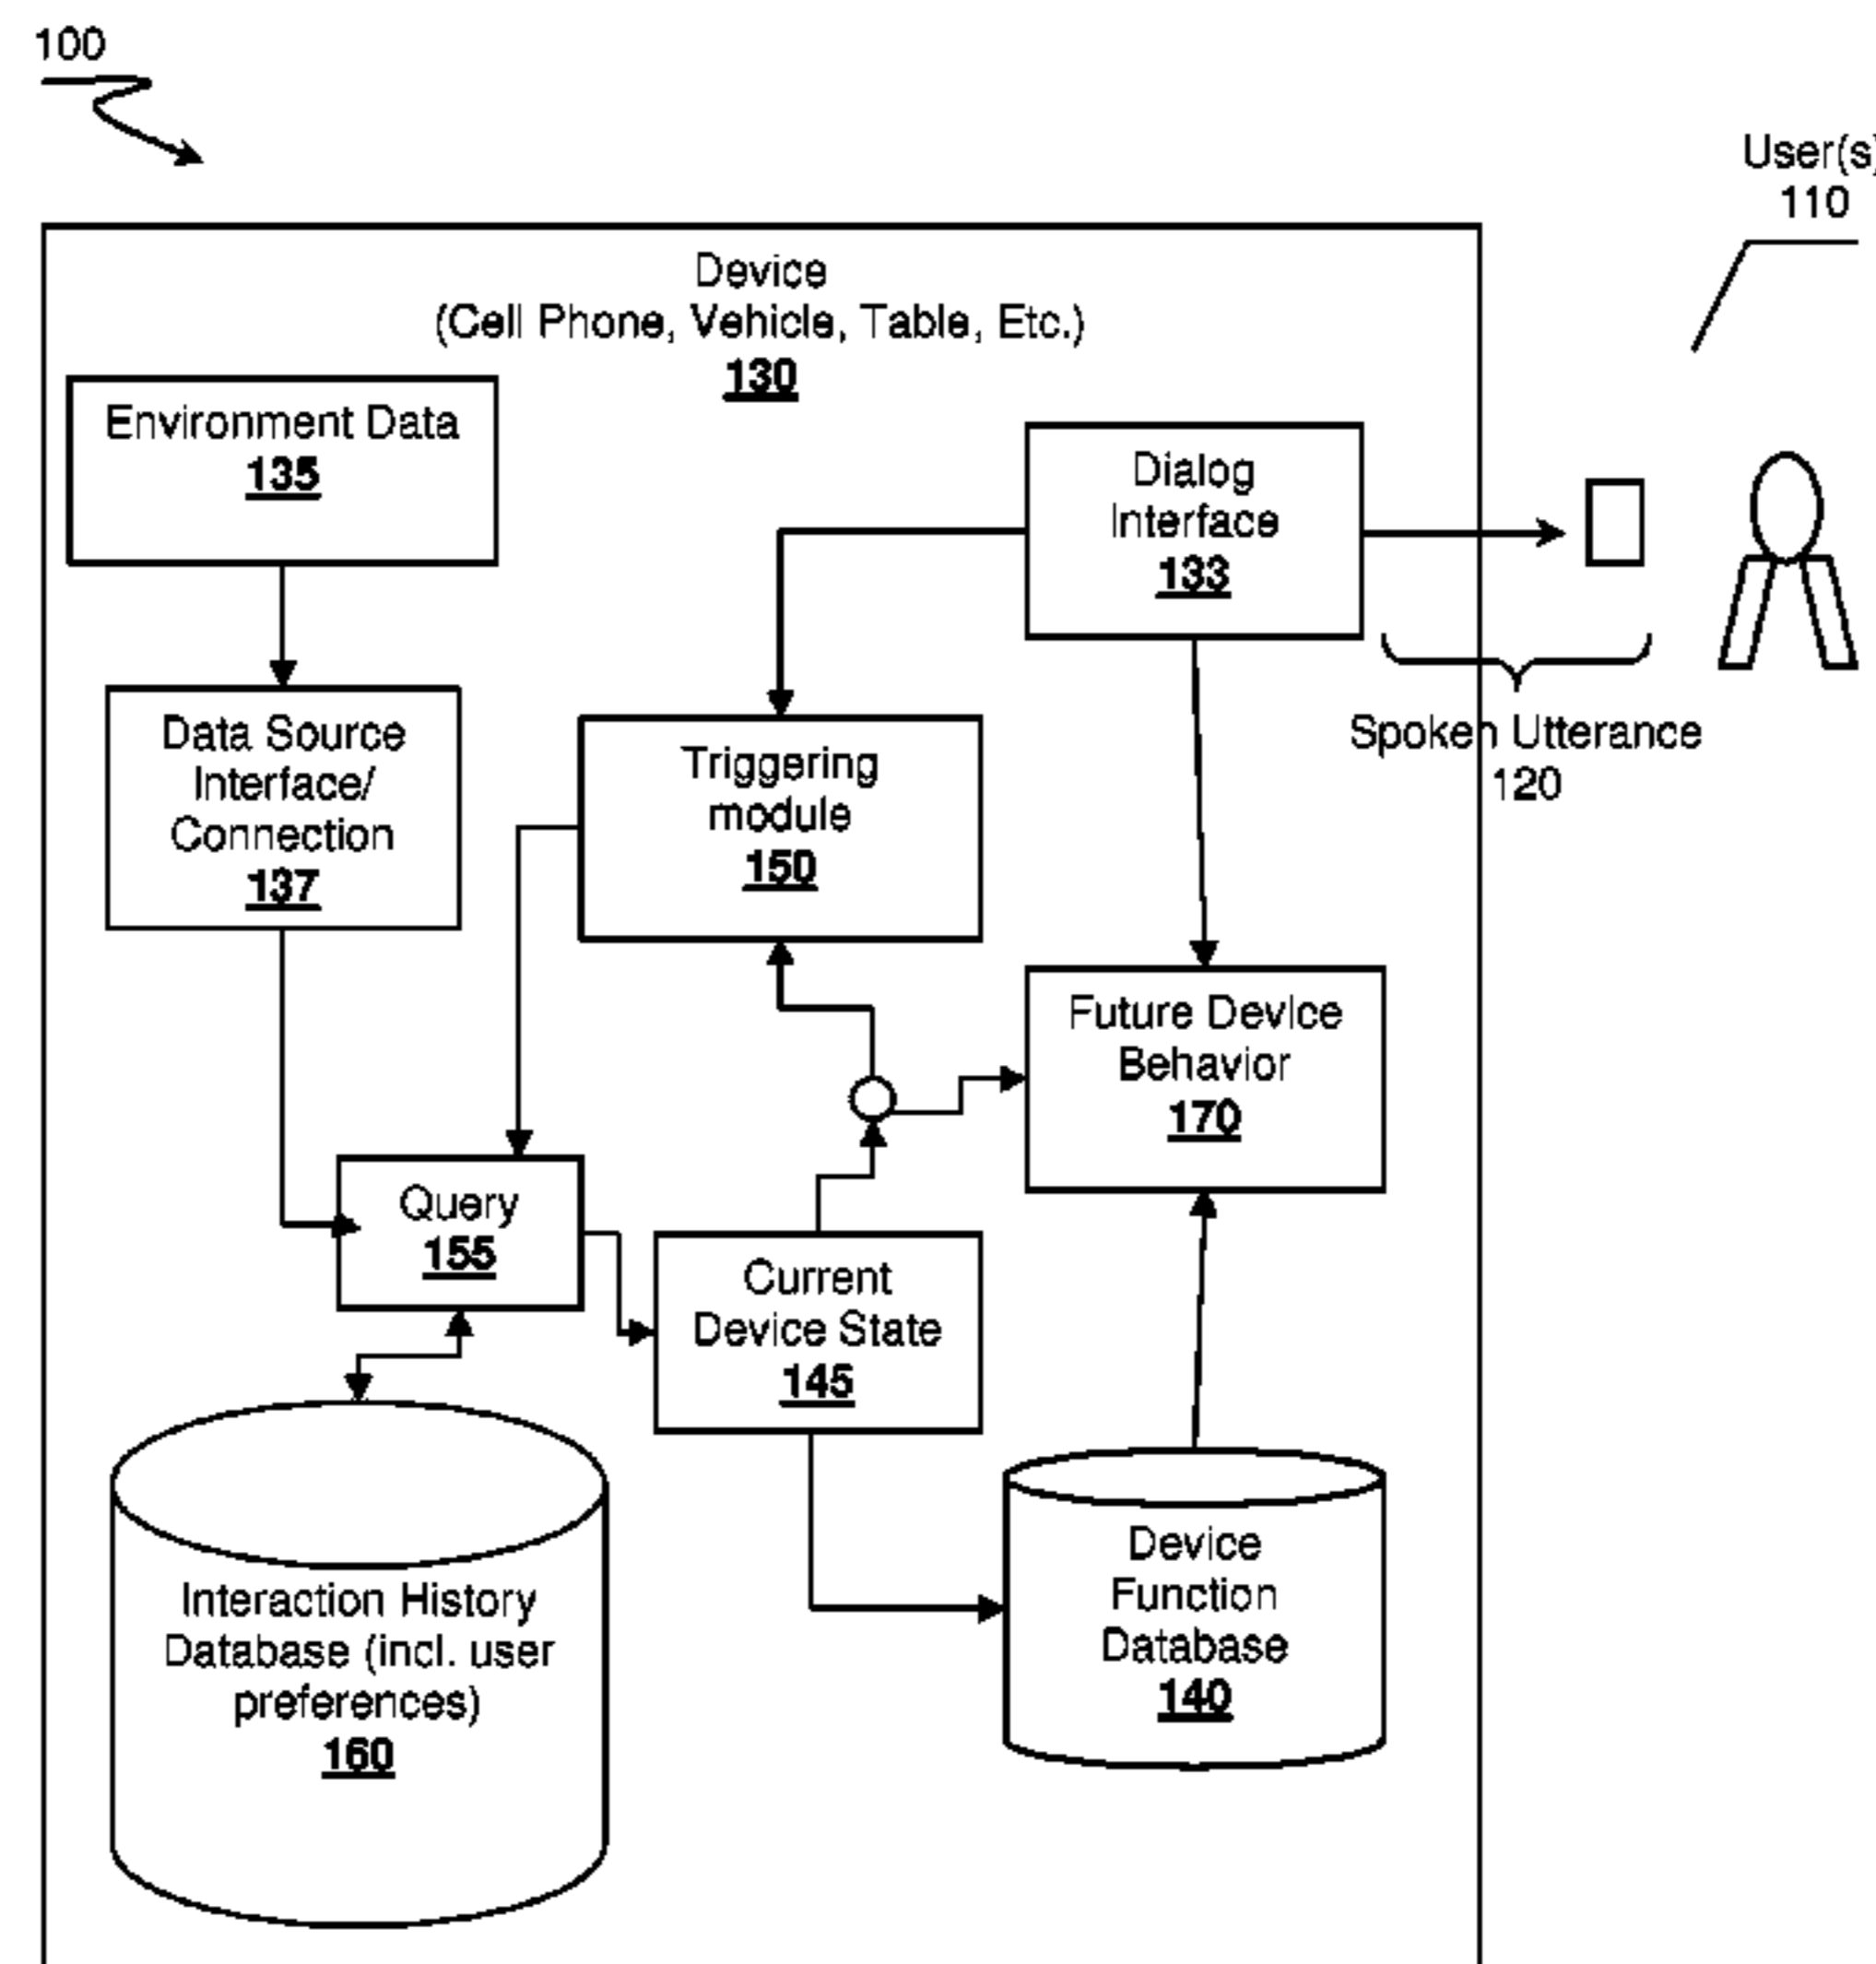 100
User(s)
110
Device
(Cell Phone, Vehicle, Table, Etc.)
130
Environment Data
135
Dialog
Interface
133
Data Source
Interface/
Connection
137
Triggering
module
150
Spoken Utterance
120
Future Device
Behavior
170
Query
155
Current
Device State
145
Interaction History
Database (incl. user
preferences)
160
Device
Function
Database
140